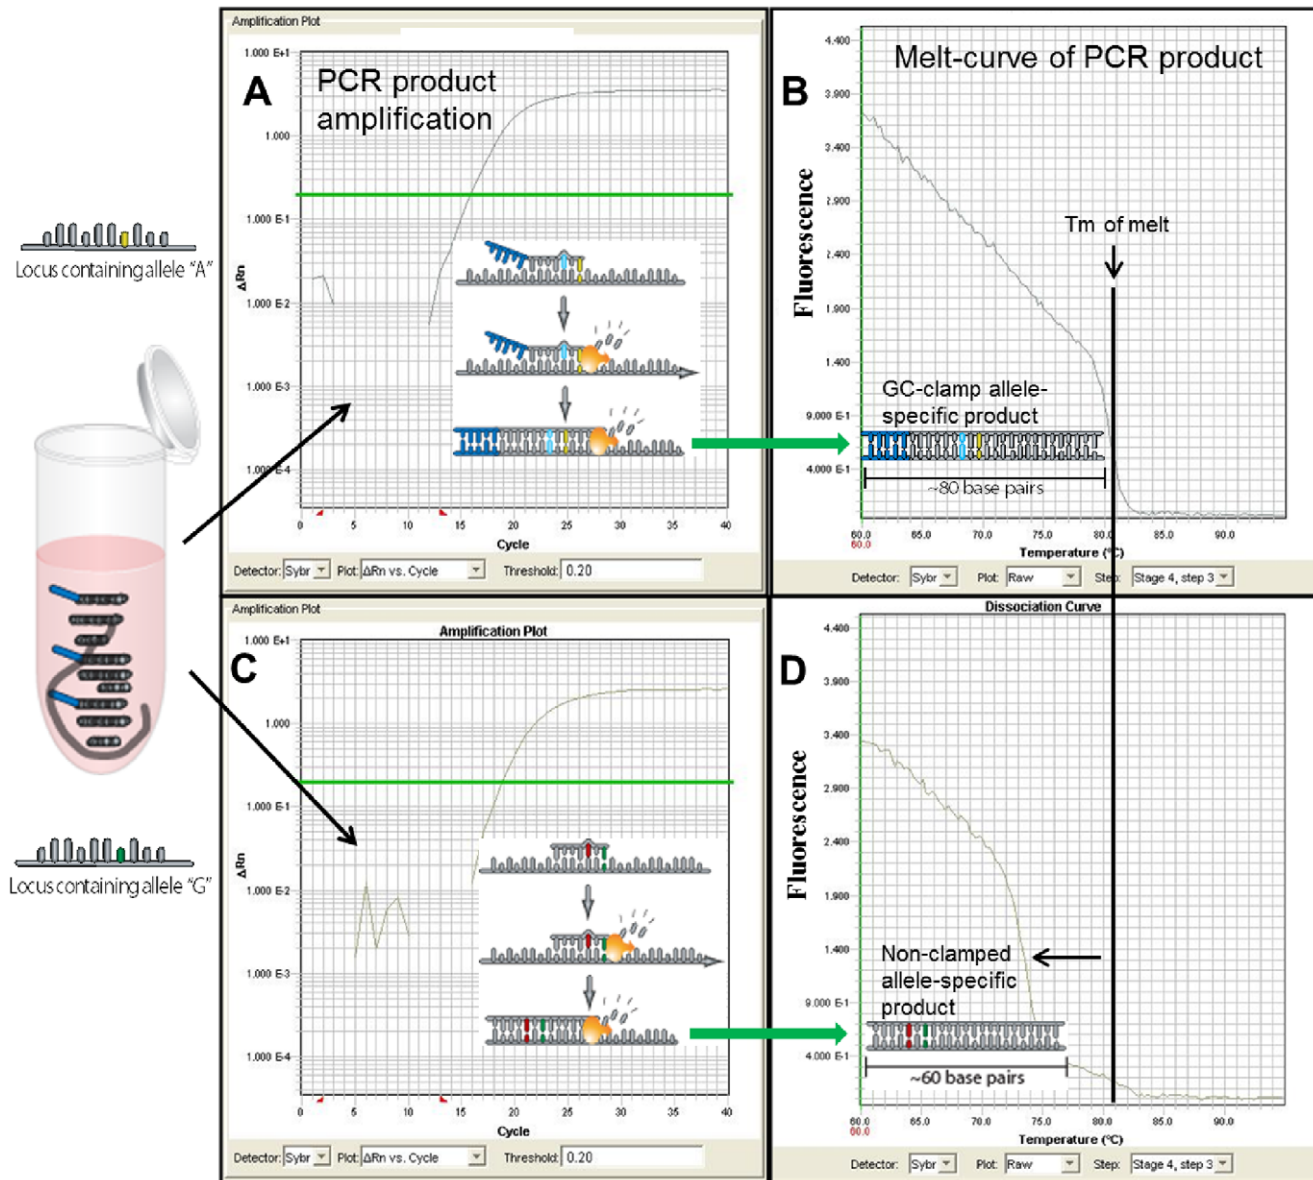 Locus containing allele "A"
Locus containing allele "G"
Amplification Plot
A
PCR product
amplification
1.000 E+1
1.000
1.000 E-1
1.000 E-2
1.000 E-3
1.000 E-4
ΔRn
0 5 10 15 20 25 30 35 40
Cycle
Detector: Sybr Plot: ΔRn vs. Cycle Threshold: 0.20
B
Melt-curve of PCR product
4.400
3.900
3.400
2.900
2.400
1.900
1.400
9.000 E-1
4.000 E-1
Fluorescence
Tm of melt
GC-clamp allele-
specific product
~80 base pairs
60.0 65.0 70.0 75.0 80.0 85.0 90.0
60.0
Temperature (°C)
Detector: Sybr Plot: Raw Step: Stage 4, step 3
Amplification Plot
Amplification Plot
C
1.000 E+1
1.000
1.000 E-1
1.000 E-2
1.000 E-3
1.000 E-4
ΔRn
0 5 10 15 20 25 30 35 40
Cycle
Detector: Sybr Plot: ΔRn vs. Cycle Threshold: 0.20
Dissociation Curve
D
4.400
3.900
3.400
2.900
2.400
1.900
1.400
9.000 E-1
4.000 E-1
Fluorescence
Non-clamped
allele-specific
product
~60 base pairs
60.0 65.0 70.0 75.0 80.0 85.0 90.0
60.0
Temperature (°C)
Detector: Sybr Plot: Raw Step: Stage 4, step 3